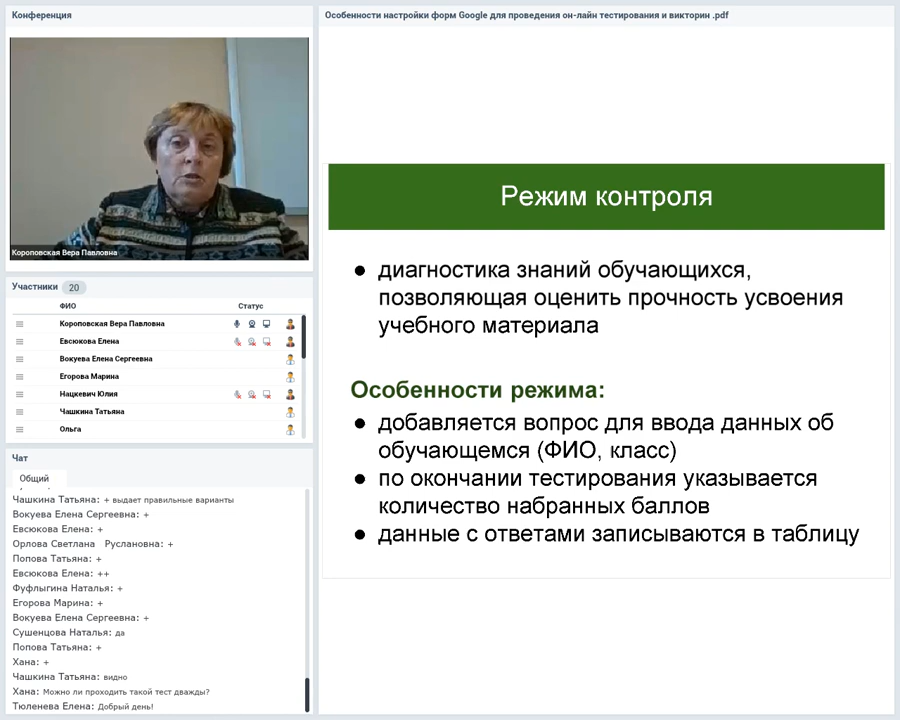 Конференция
Короповская Вера Павловна
Участники 20
ФИО Статус
Короповская Вера Павловна
Евсюкова Елена
Вокуева Елена Сергеевна
Егорова Марина
Нацкевич Юлия
Чашкина Татьяна
Ольга
Чат
Общий
Чашкина Татьяна: + выдает правильные варианты
Вокуева Елена Сергеевна: +
Евсюкова Елена: +
Орлова Светлана Руслановна: +
Попова Татьяна: +
Евсюкова Елена: ++
Фуфлыгина Наталья: +
Егорова Марина: +
Вокуева Елена Сергеевна: +
Сушенцова Наталья: да
Попова Татьяна: +
Хана: +
Чашкина Татьяна: видно
Хана: Можно ли проходить такой тест дважды?
Тюленева Елена: Добрый день!
Особенности настройки форм Google для проведения он-лайн тестирования и викторин .pdf
Режим контроля
● диагностика знаний обучающихся,
позволяющая оценить прочность усвоения
учебного материала
Особенности режима:
● добавляется вопрос для ввода данных об
обучающемся (ФИО, класс)
● по окончании тестирования указывается
количество набранных баллов
● данные с ответами записываются в таблицу